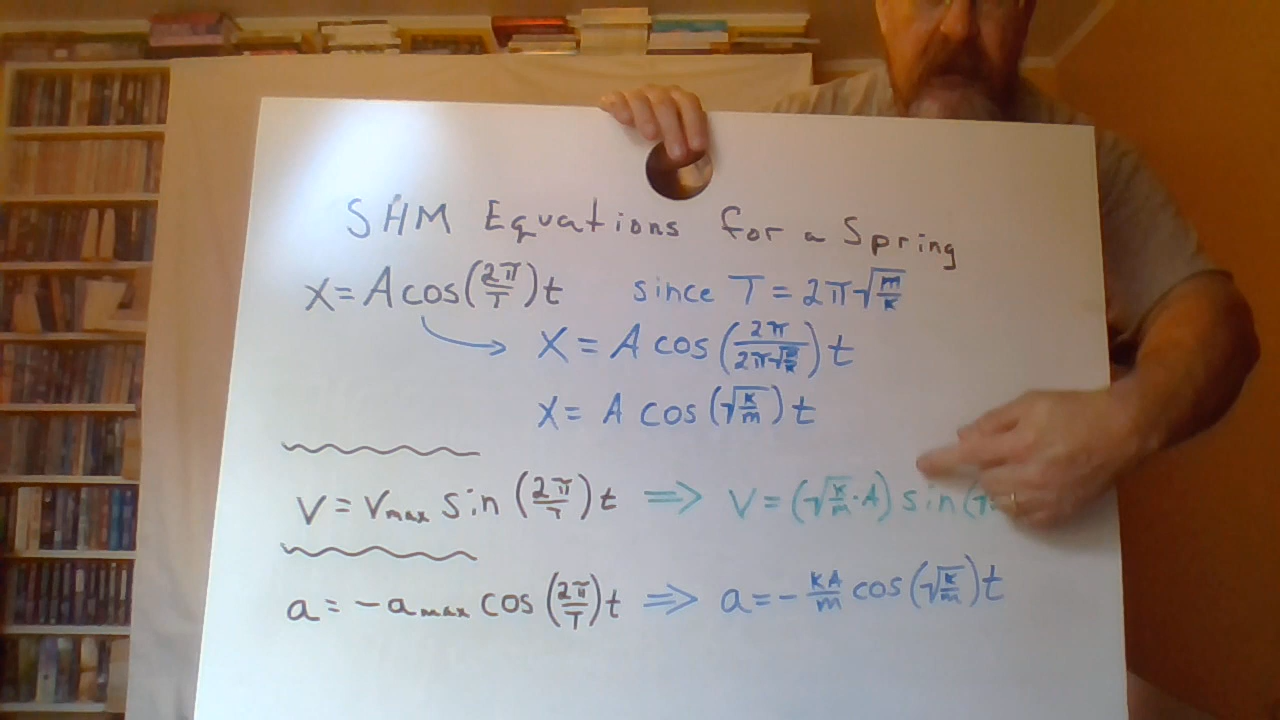 SHM Equations for a Spring
x = A cos(2π/T)t since T = 2π√(m/k)
x = A cos(2π/(2π√(m/k)))t
x = A cos(√(k/m))t
v = vmax sin(2π/T)t ⇒ v = (√(k/m)·A) sin(√
a = -amax cos(2π/T)t ⇒ a = -kA/m cos(√(k/m))t